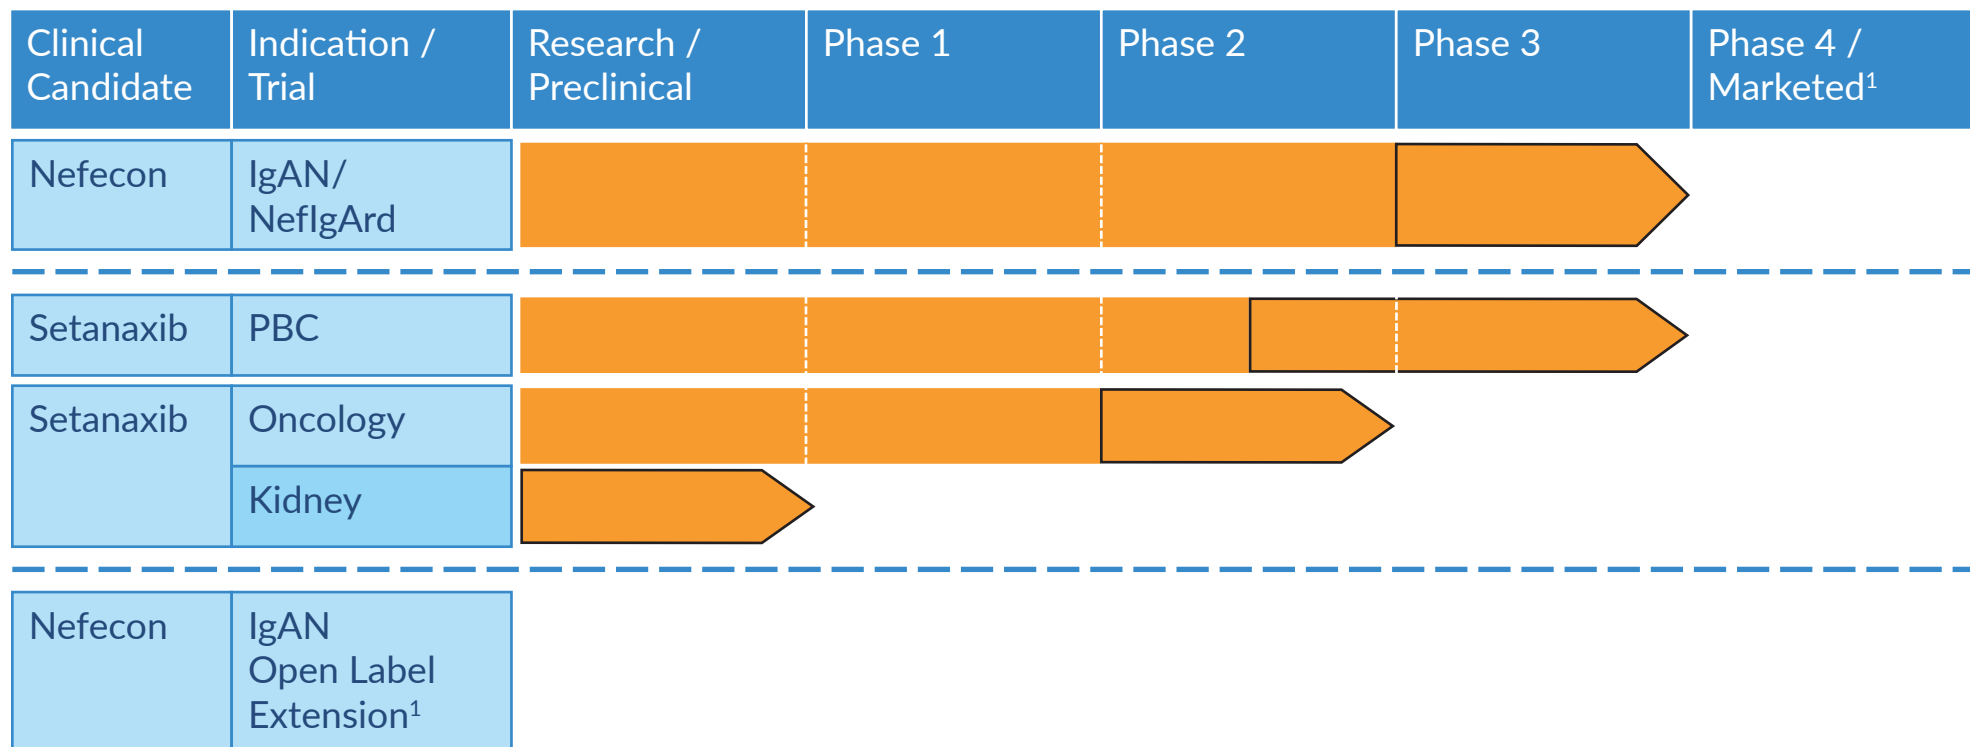 Clinical
Candidate
Indication /
Trial
Research /
Preclinical
Phase 1
Phase 2
Phase 3
Phase 4 /
Marketed¹
Nefecon
IgAN/
NefIgArd
Setanaxib
PBC
Setanaxib
Oncology
Kidney
Nefecon
IgAN
Open Label
Extension¹